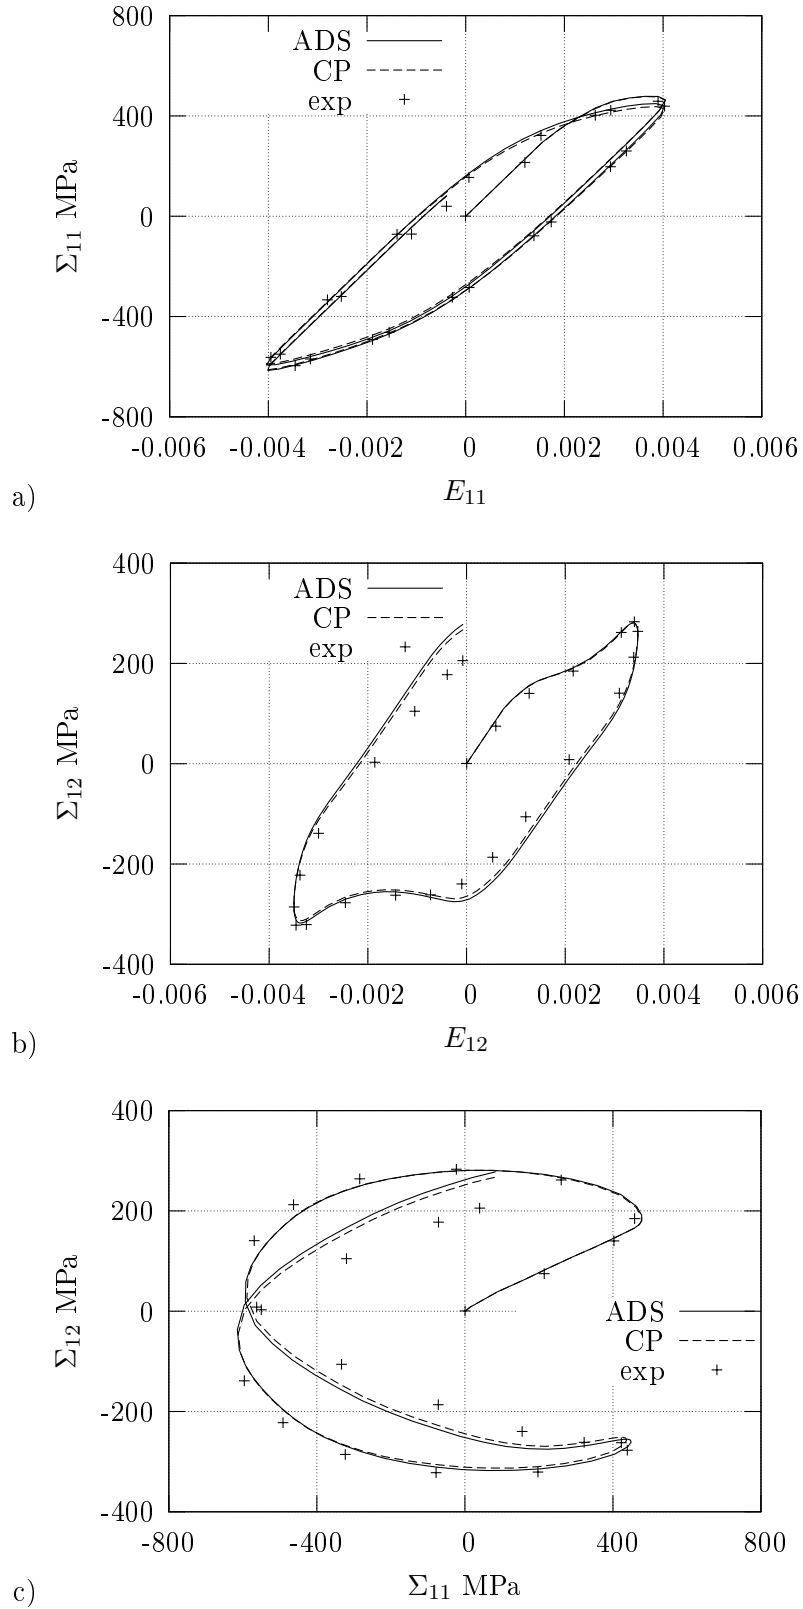 800
400
0
-400
-800
Σ11 MPa
ADS
CP
exp
-0.006 -0.004 -0.002 0 0.002 0.004 0.006
E11
a)
400
200
0
-200
-400
Σ12 MPa
ADS
CP
exp
-0.006 -0.004 -0.002 0 0.002 0.004 0.006
E12
b)
400
200
0
-200
-400
Σ12 MPa
ADS
CP
exp
-800 -400 0 400 800
Σ11 MPa
c)